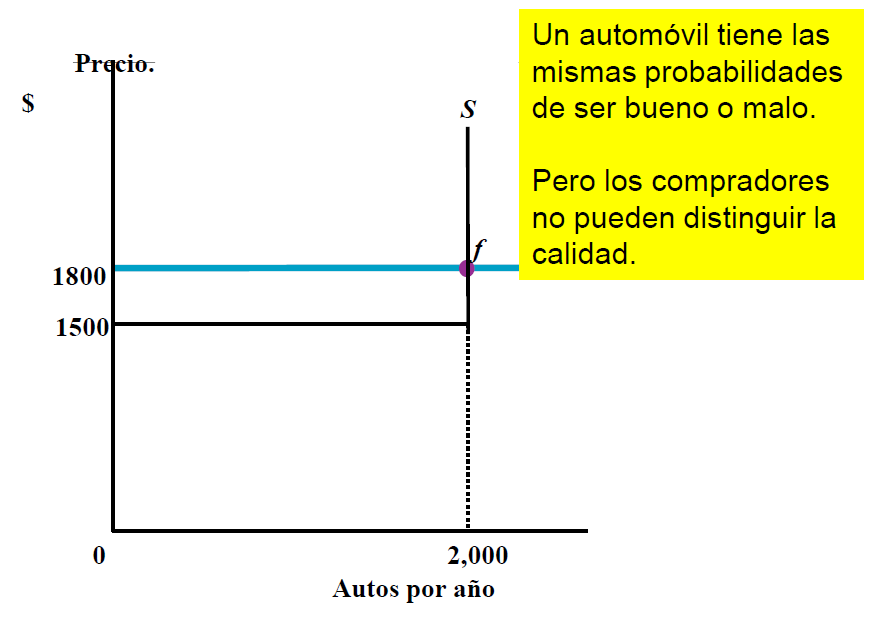 Precio.
$
S
f
1800
1500
0
2,000
Autos por año
Un automóvil tiene las
mismas probabilidades
de ser bueno o malo.
Pero los compradores
no pueden distinguir la
calidad.